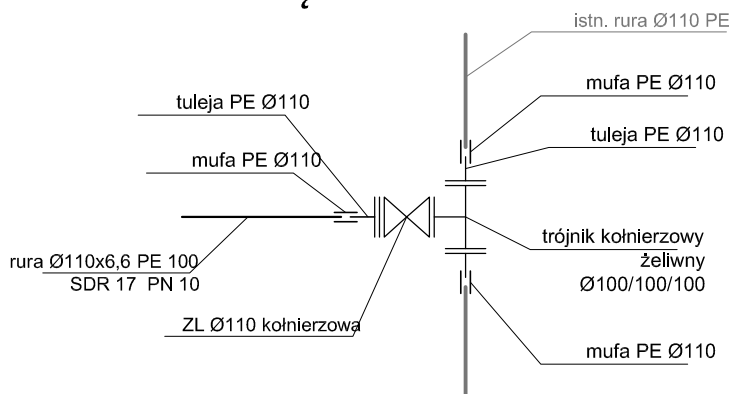 istn. rura Ø110 PE
mufa PE Ø110
tuleja PE Ø110
tuleja PE Ø110
mufa PE Ø110
trójnik kołnierzowy
żeliwny
Ø100/100/100
rura Ø110x6,6 PE 100
SDR 17 PN 10
ZL Ø110 kołnierzowa
mufa PE Ø110